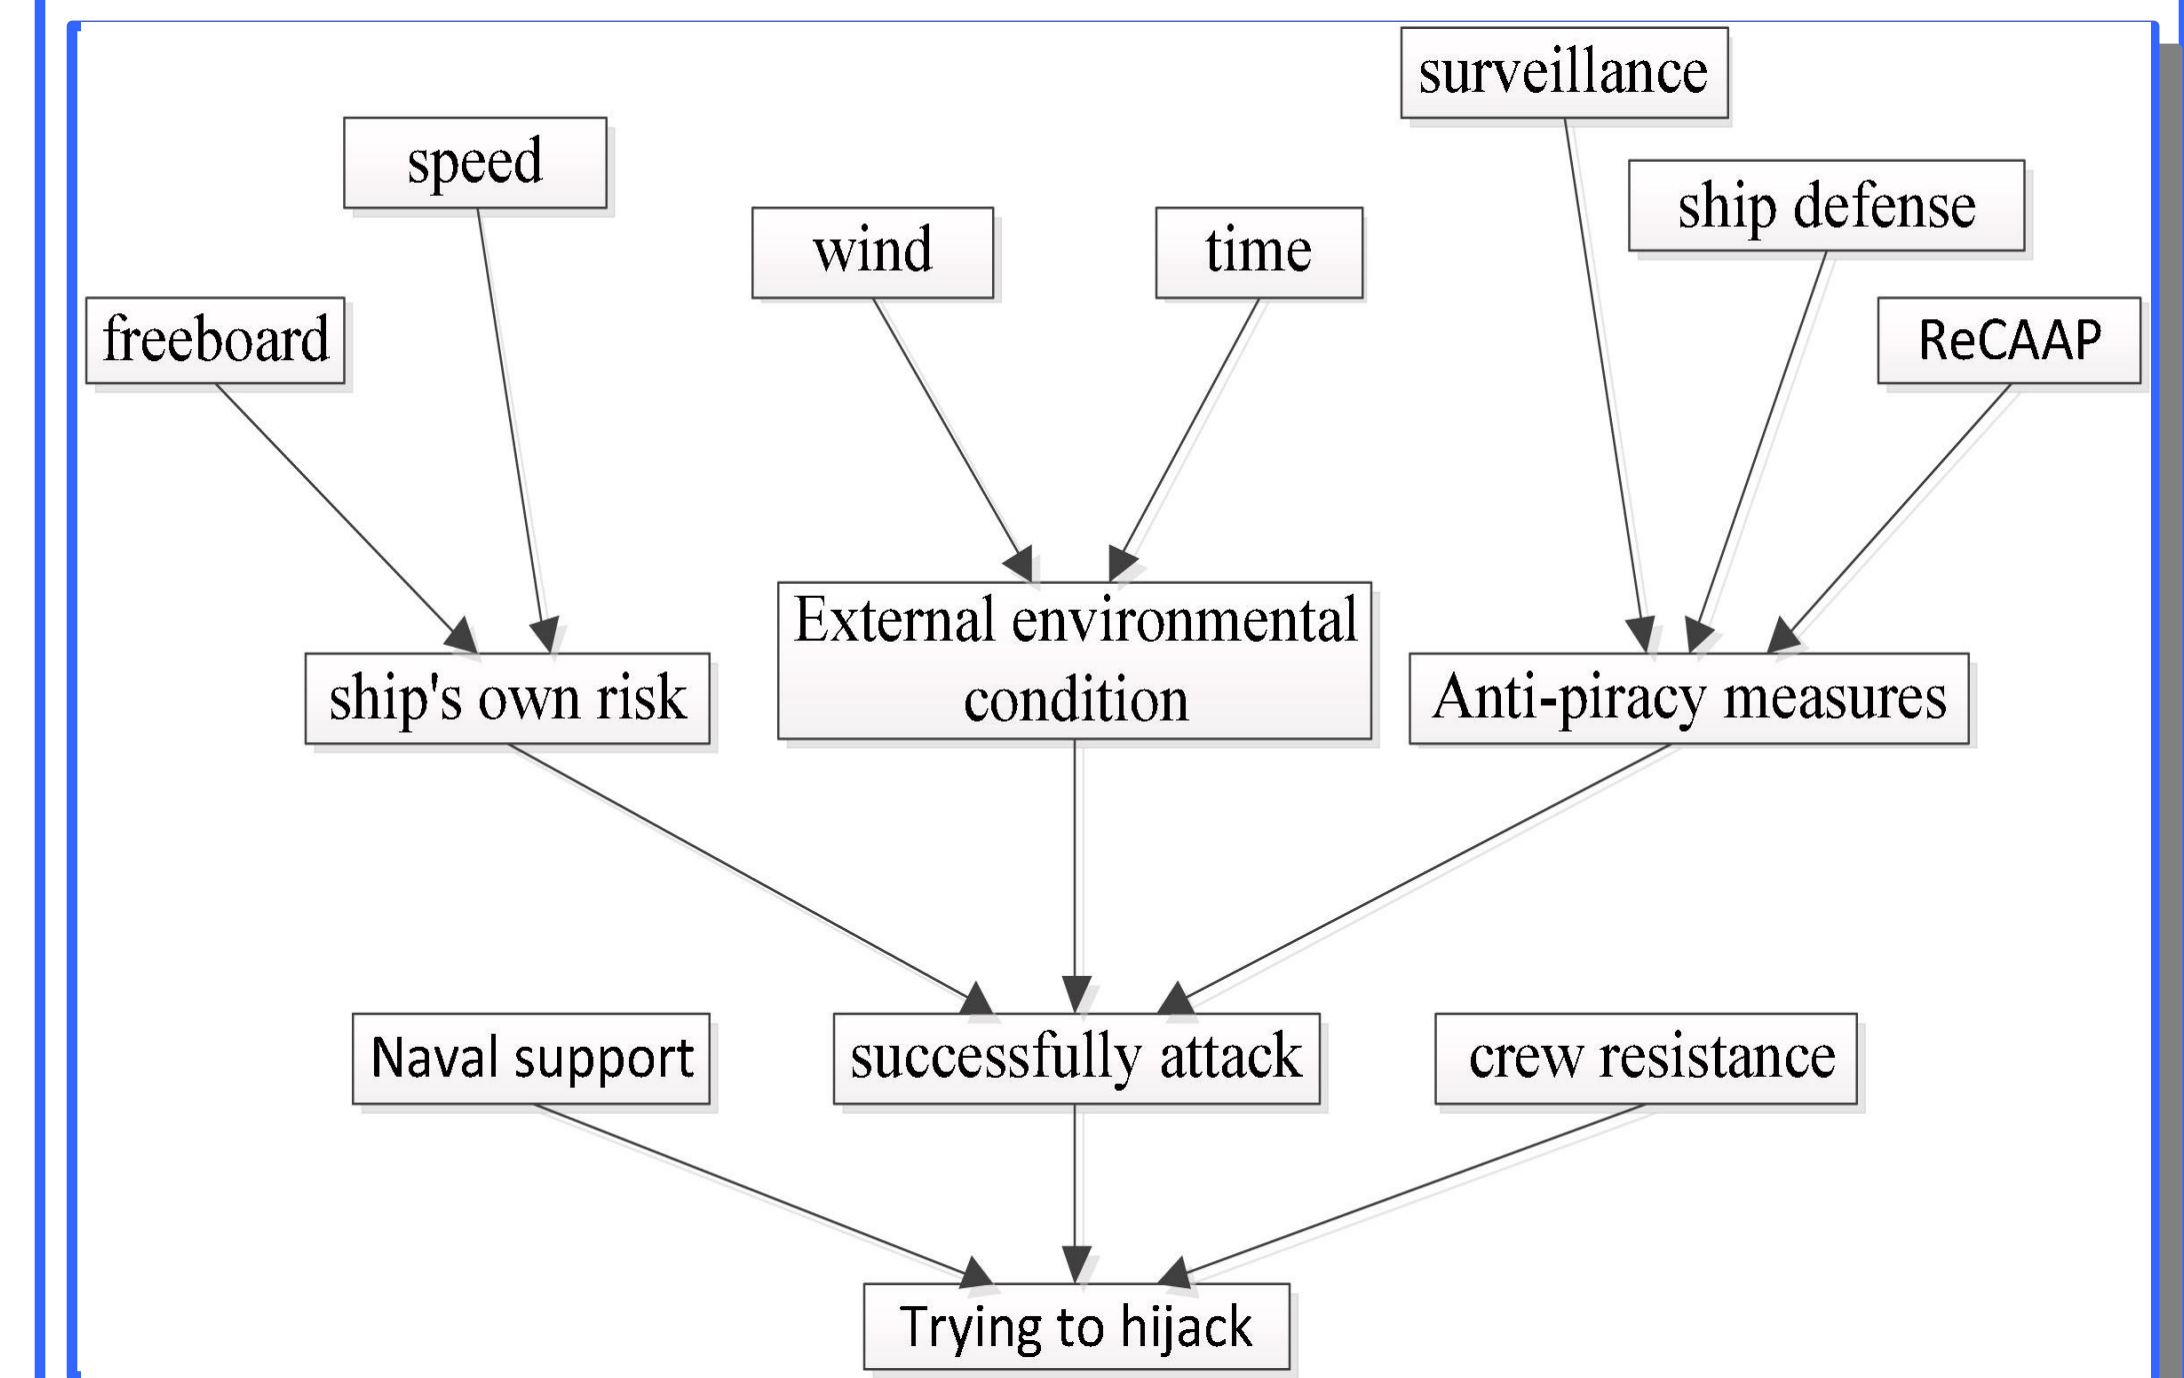 surveillance
speed
ship defense
wind
time
freeboard
ReCAAP
External environmental
condition
ship's own risk
Anti-piracy measures
Naval support
successfully attack
crew resistance
Trying to hijack